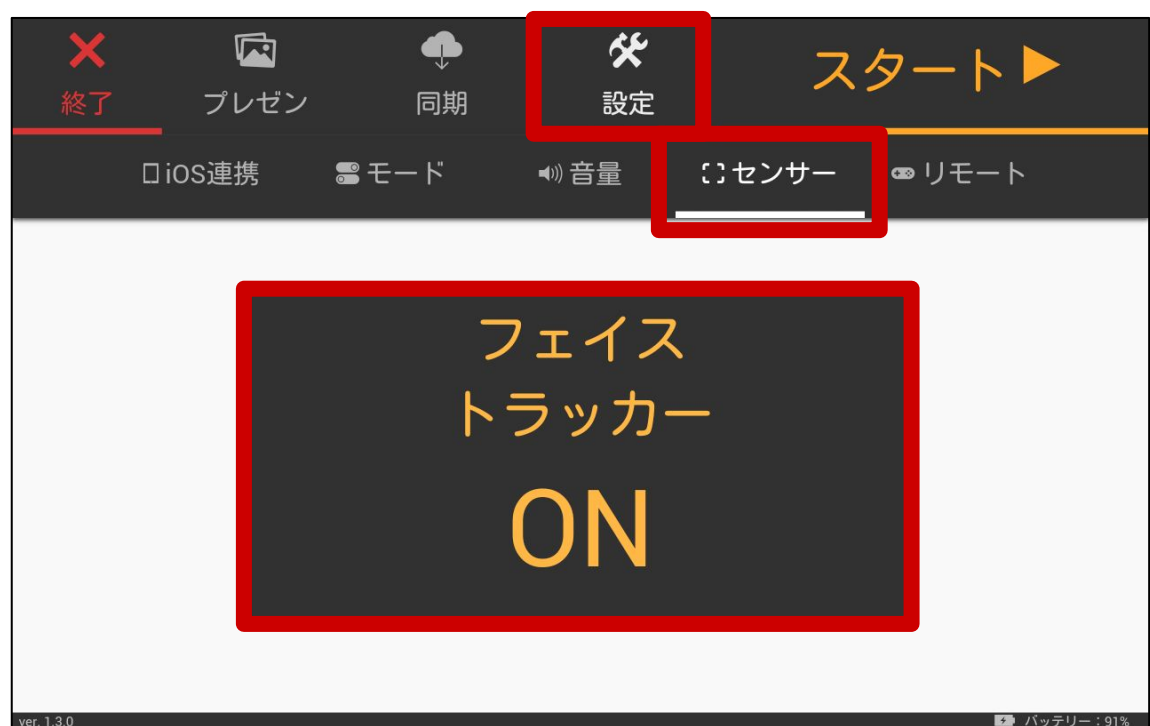 終了
プレゼン
同期
設定
スタート▶
iOS連携
モード
音量
センサー
リモート
フェイス
トラッカー
ON
ver. 1.3.0
バッテリー：91%